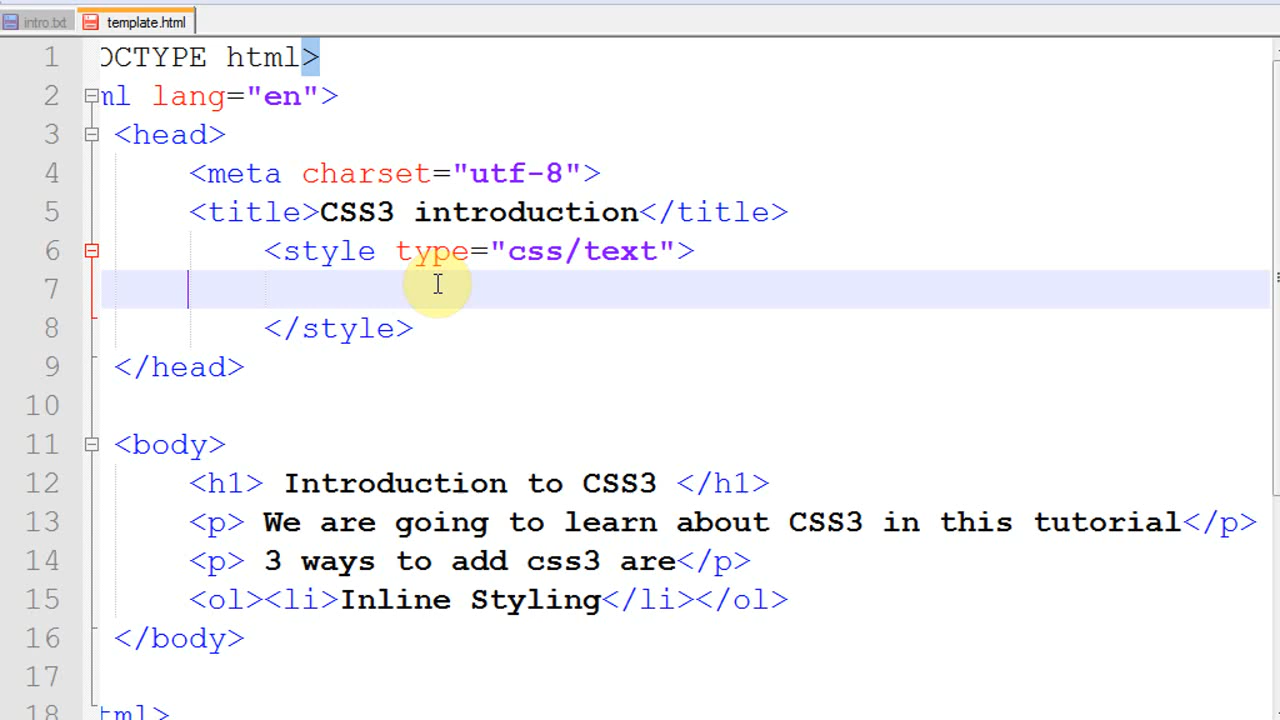 intro.txt template.html
1 OCTYPE html>
2 ml lang="en">
3 <head>
4 <meta charset="utf-8">
5 <title>CSS3 introduction</title>
6 <style type="css/text">
7
8 </style>
9 </head>
10
11 <body>
12 <h1> Introduction to CSS3 </h1>
13 <p> We are going to learn about CSS3 in this tutorial</p>
14 <p> 3 ways to add css3 are</p>
15 <ol><li>Inline Styling</li></ol>
16 </body>
17
18 tml>